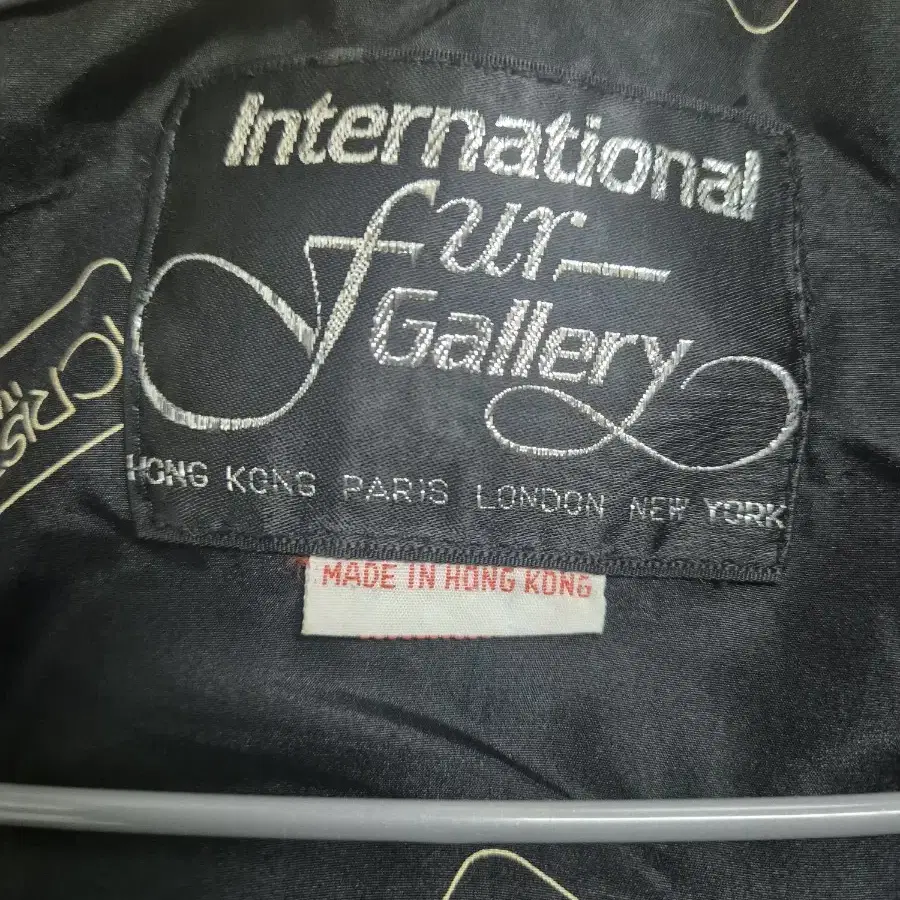 International
fur
Gallery
HONG KONG PARIS LONDON NEW YORK
MADE IN HONG KONG